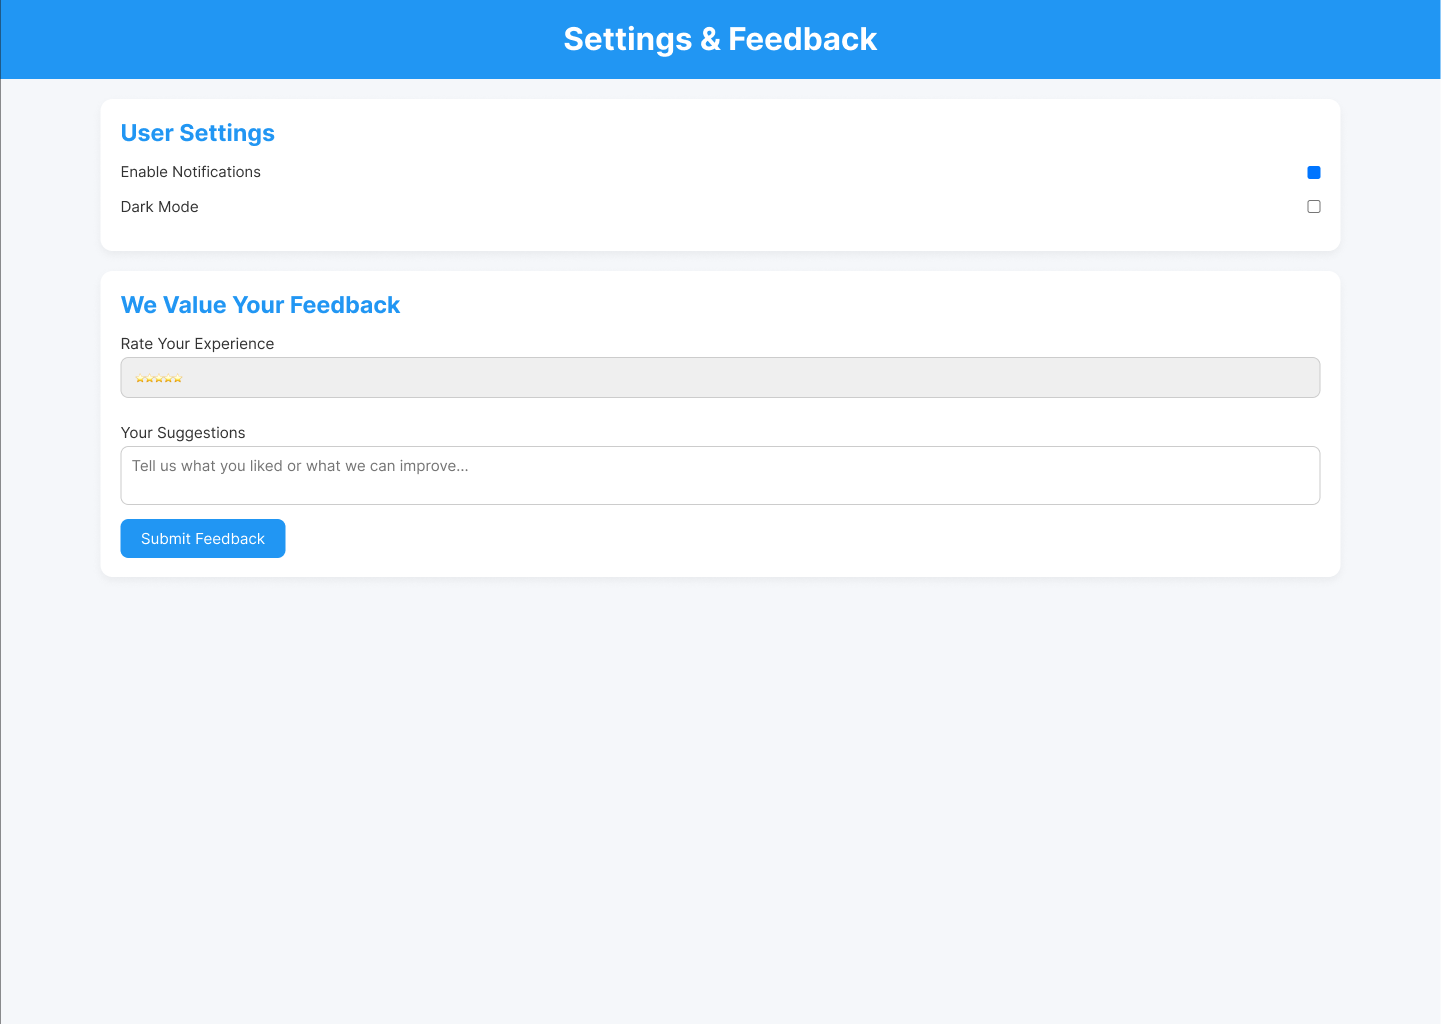 Settings & Feedback
User Settings
Enable Notifications
Dark Mode
We Value Your Feedback
Rate Your Experience
⭐⭐⭐⭐⭐
Your Suggestions
Tell us what you liked or what we can improve...
Submit Feedback